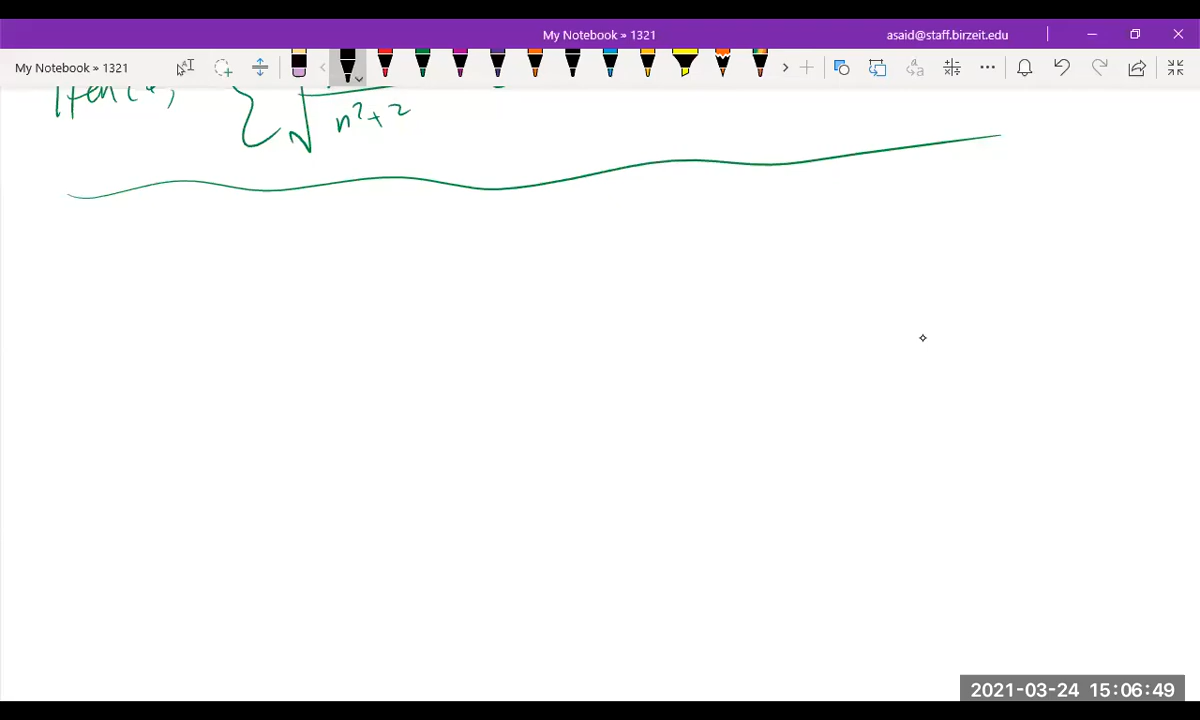 My Notebook » 1321
asaid@staff.birzeit.edu
My Notebook » 1321
n²+2
2021-03-24 15:06:49